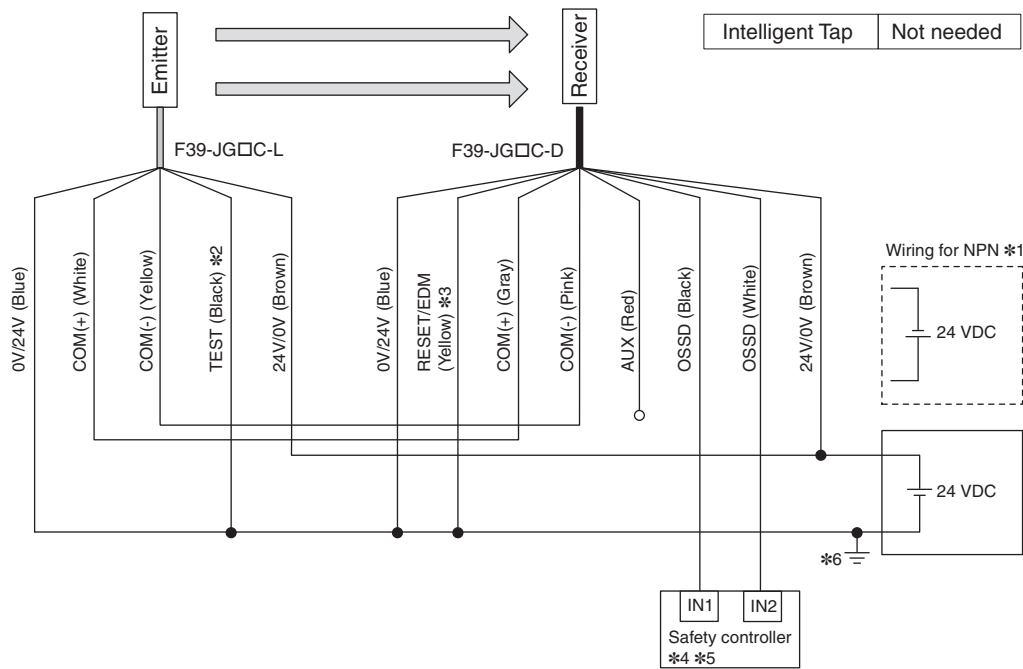 Emitter
Receiver
Intelligent Tap Not needed
F39-JG□C-L
F39-JG□C-D
0V/24V (Blue)
COM(+) (White)
COM(-) (Yellow)
TEST (Black) ✻2
24V/0V (Brown)
0V/24V (Blue)
RESET/EDM
(Yellow) ✻3
COM(+) (Gray)
COM(-) (Pink)
AUX (Red)
OSSD (Black)
OSSD (White)
24V/0V (Brown)
Wiring for NPN ✻1
24 VDC
24 VDC
✻6
IN1 IN2
Safety controller
✻4 ✻5